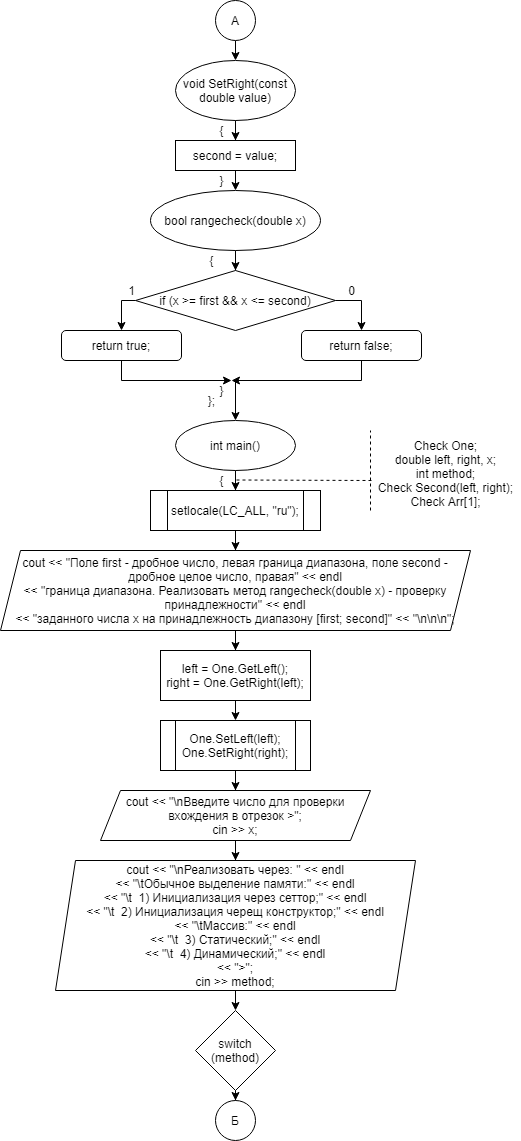 A
void SetRight(const
double value)
{
second = value;
}
bool rangecheck(double x)
{
if (x >= first && x <= second)
1
0
return true;
return false;
}
};
int main()
{
Check One;
double left, right, x;
int method;
Check Second(left, right);
Check Arr[1];
setlocale(LC_ALL, "ru");
cout << "Поле first - дробное число, левая граница диапазона, поле second -
дробное целое число, правая" << endl
<< "граница диапазона. Реализовать метод rangecheck(double x) - проверку
принадлежности" << endl
<< "заданного числа x на принадлежность диапазону [first; second]" << "\n\n\n";
left = One.GetLeft();
right = One.GetRight(left);
One.SetLeft(left);
One.SetRight(right);
cout << "\nВведите число для проверки
вхождения в отрезок >";
cin >> x;
cout << "\nРеализовать через: " << endl
<< "\tОбычное выделение памяти:" << endl
<< "\t  1) Инициализация через сеттор;" << endl
<< "\t  2) Инициализация черещ конструктор;" << endl
<< "\tМассив:" << endl
<< "\t  3) Статический;" << endl
<< "\t  4) Динамический;" << endl
<< ">";
cin >> method;
switch
(method)
Б